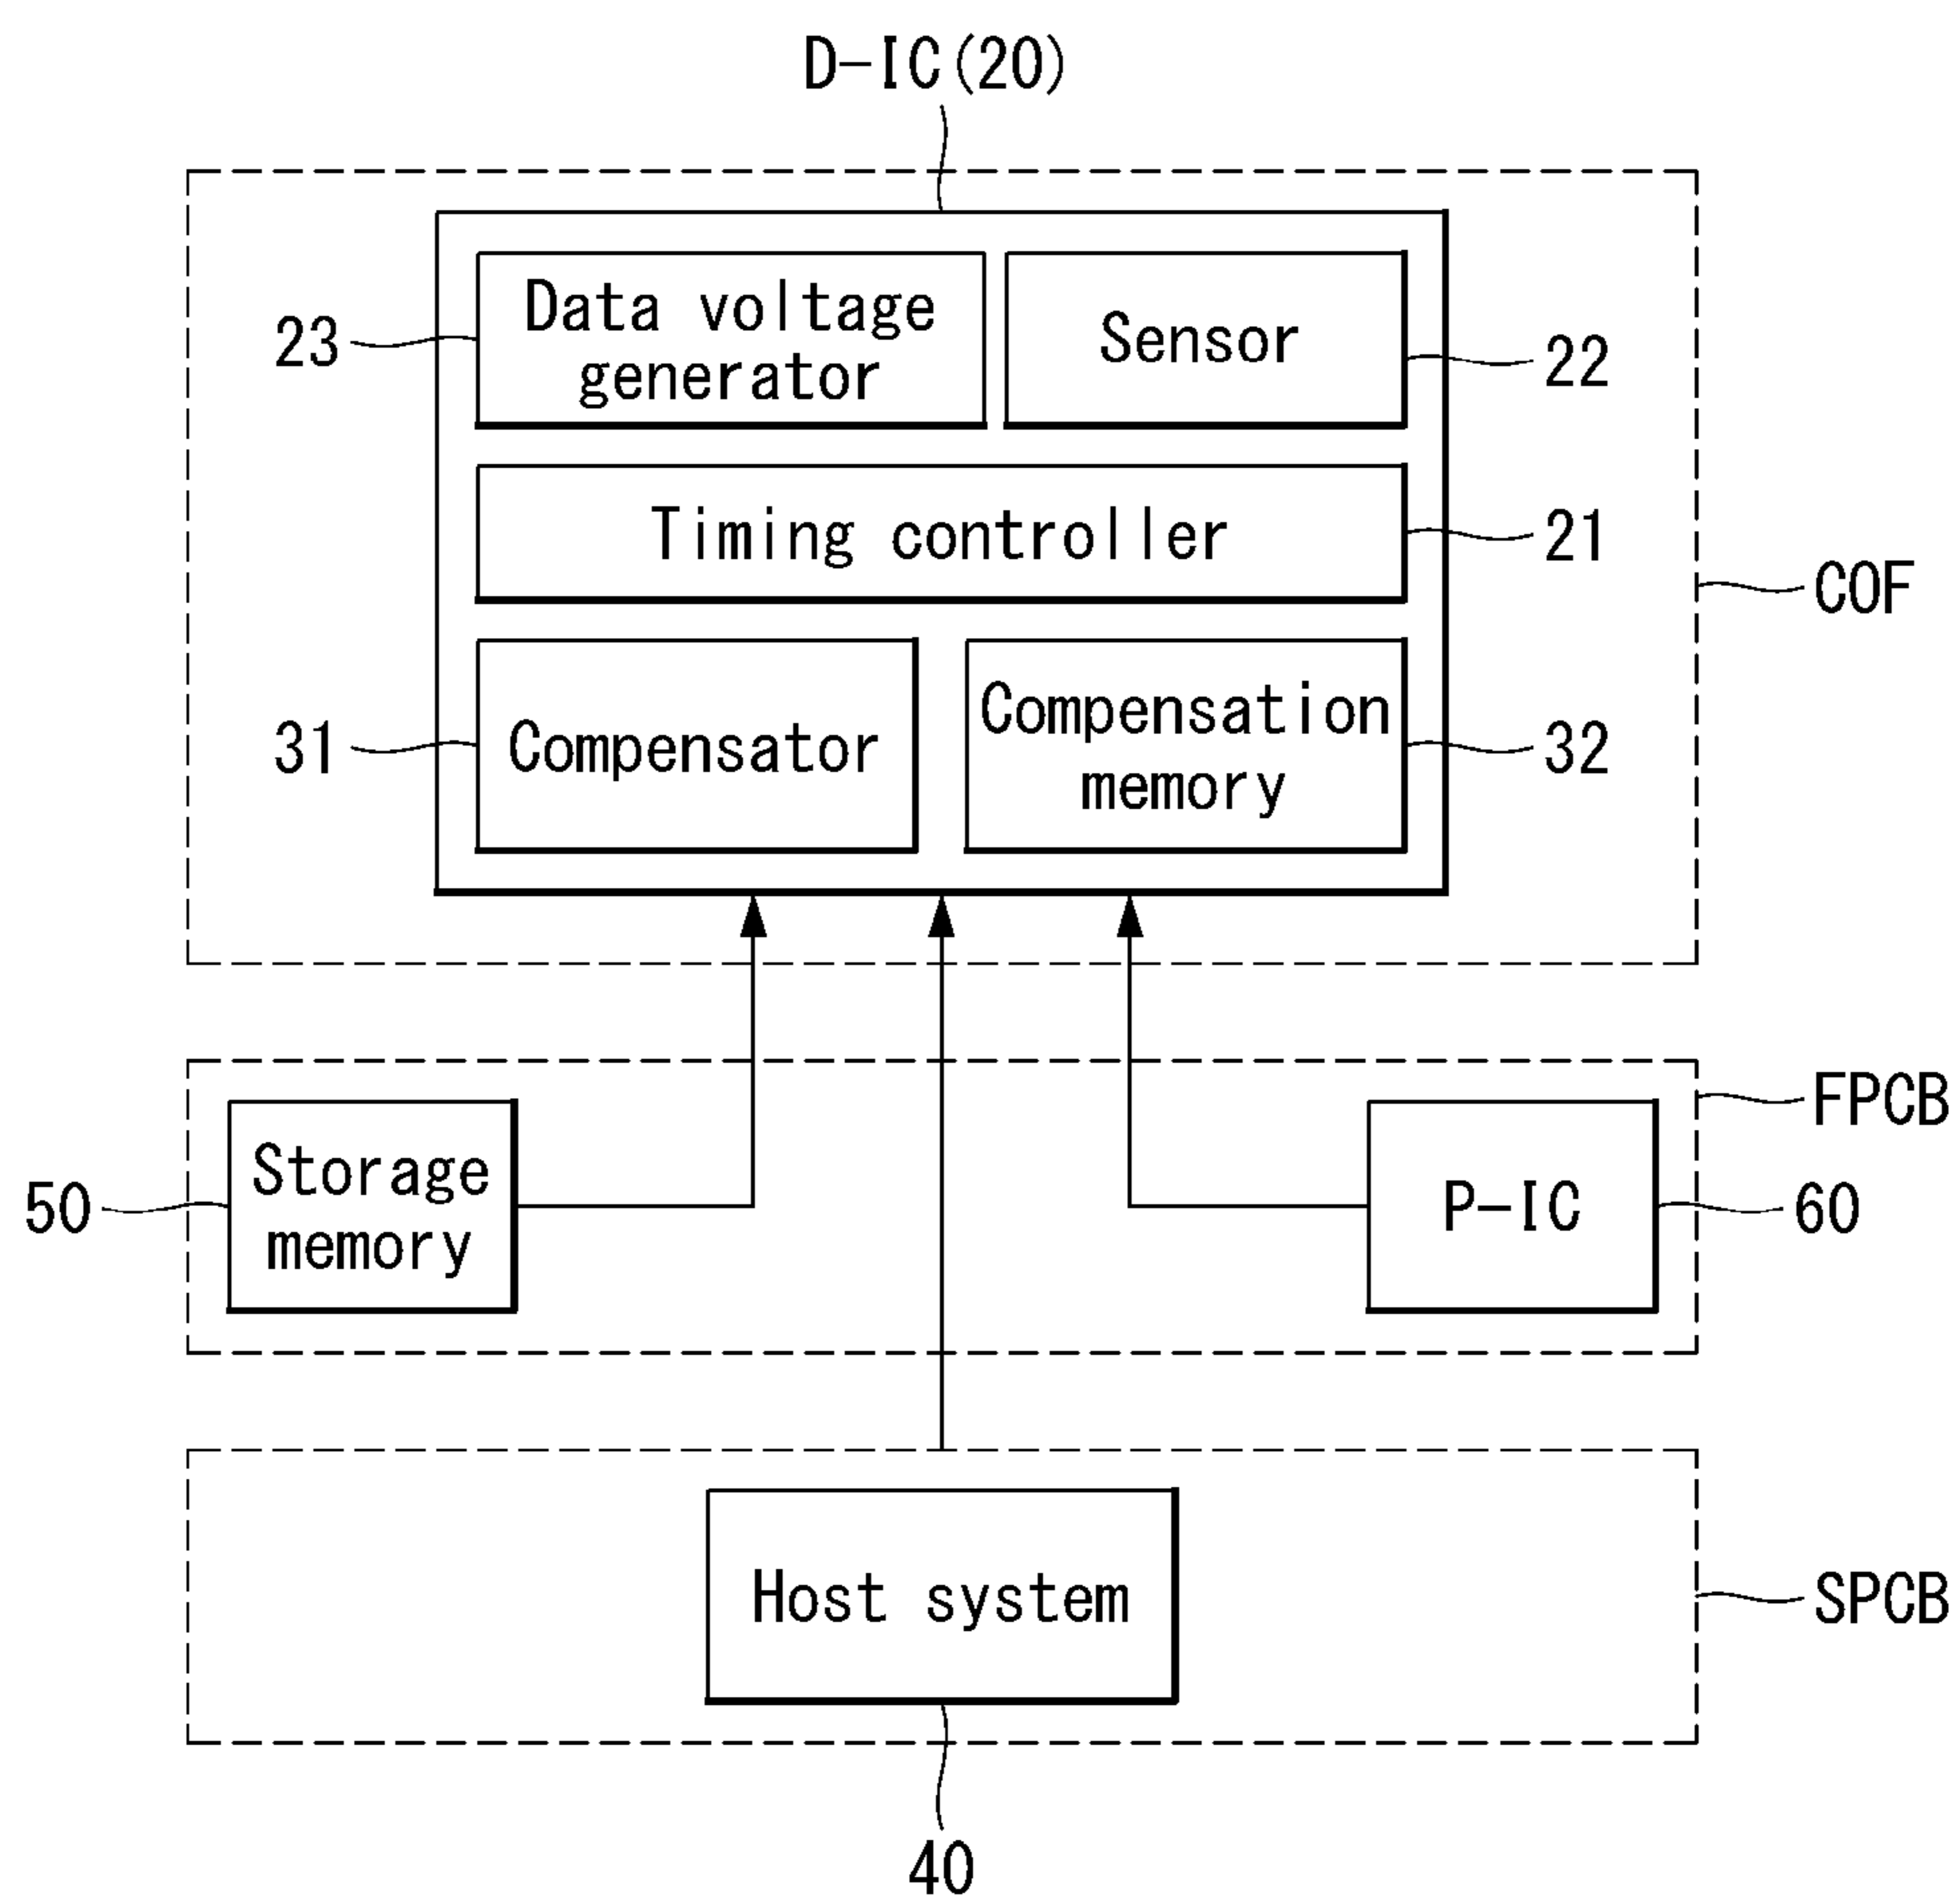 D-IC(20)
23
Data voltage
generator
Sensor
22
Timing controller
21
COF
31
Compensator
Compensation
memory
32
FPCB
50
Storage
memory
P-IC
60
Host system
SPCB
40